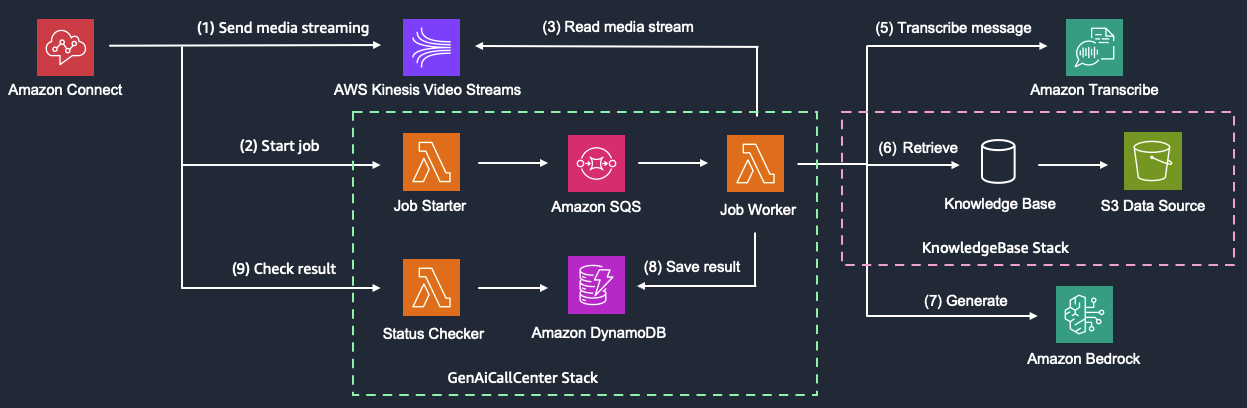 (1) Send media streaming
(3) Read media stream
(5) Transcribe message
Amazon Connect
AWS Kinesis Video Streams
Amazon Transcribe
(2) Start job
(6) Retrieve
Job Starter
Amazon SQS
Job Worker
Knowledge Base
S3 Data Source
KnowledgeBase Stack
(9) Check result
(8) Save result
(7) Generate
Status Checker
Amazon DynamoDB
Amazon Bedrock
GenAiCallCenter Stack